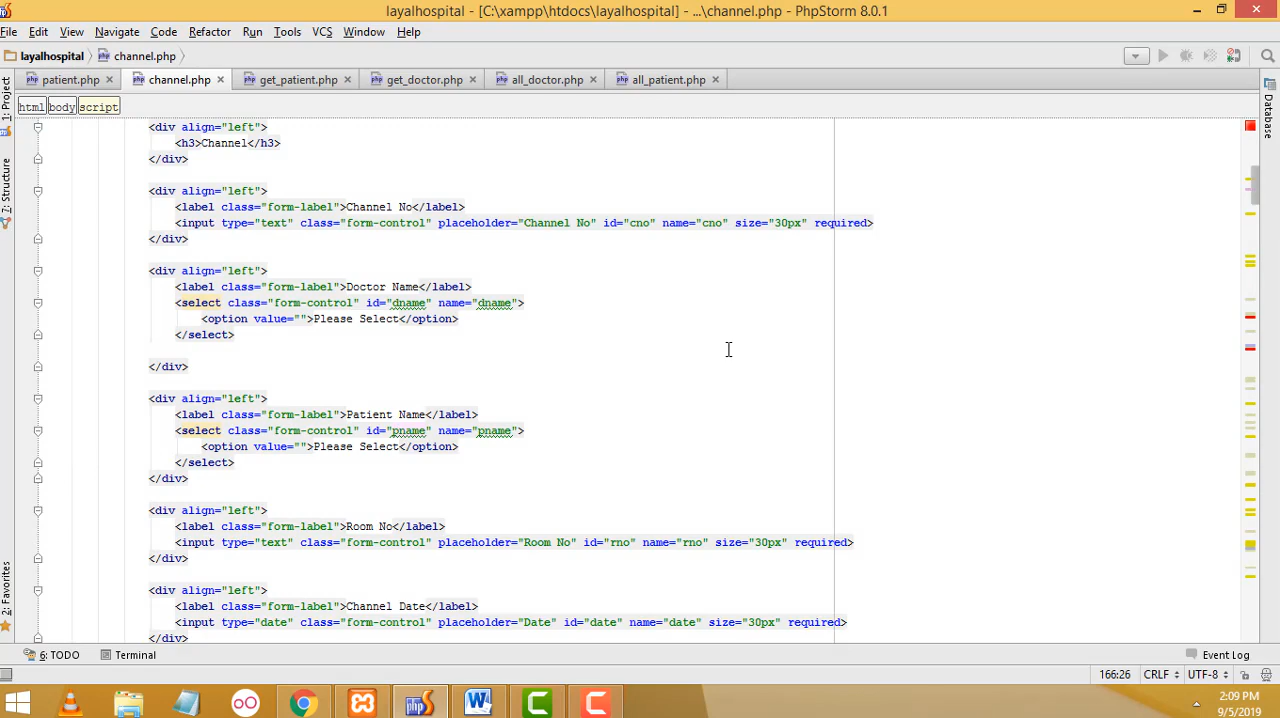 layalhospital - [C:\xampp\htdocs\layalhospital] - ...\channel.php - PhpStorm 8.0.1
File Edit View Navigate Code Refactor Run Tools VCS Window Help
layalhospital channel.php
patient.php channel.php get_patient.php get_doctor.php all_doctor.php all_patient.php
html body script
1: Project
7: Structure
2: Favorites
Database
<div align="left">
<h3>Channel</h3>
</div>
<div align="left">
<label class="form-label">Channel No</label>
<input type="text" class="form-control" placeholder="Channel No" id="cno" name="cno" size="30px" required>
</div>
<div align="left">
<label class="form-label">Doctor Name</label>
<select class="form-control" id="dname" name="dname">
<option value="">Please Select</option>
</select>
</div>
<div align="left">
<label class="form-label">Patient Name</label>
<select class="form-control" id="pname" name="pname">
<option value="">Please Select</option>
</select>
</div>
<div align="left">
<label class="form-label">Room No</label>
<input type="text" class="form-control" placeholder="Room No" id="rno" name="rno" size="30px" required>
</div>
<div align="left">
<label class="form-label">Channel Date</label>
<input type="date" class="form-control" placeholder="Date" id="date" name="date" size="30px" required>
</div>
6: TODO Terminal Event Log
166:26 CRLF UTF-8
2:09 PM
9/5/2019